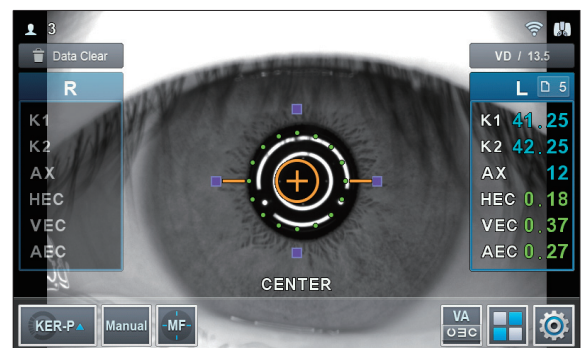 3
Data Clear
VD / 13.5
R
L 5
K1
K2
AX
HEC
VEC
AEC
K1 41.25
K2 42.25
AX 12
HEC 0.18
VEC 0.37
AEC 0.27
CENTER
KER-P
Manual
MF
VA